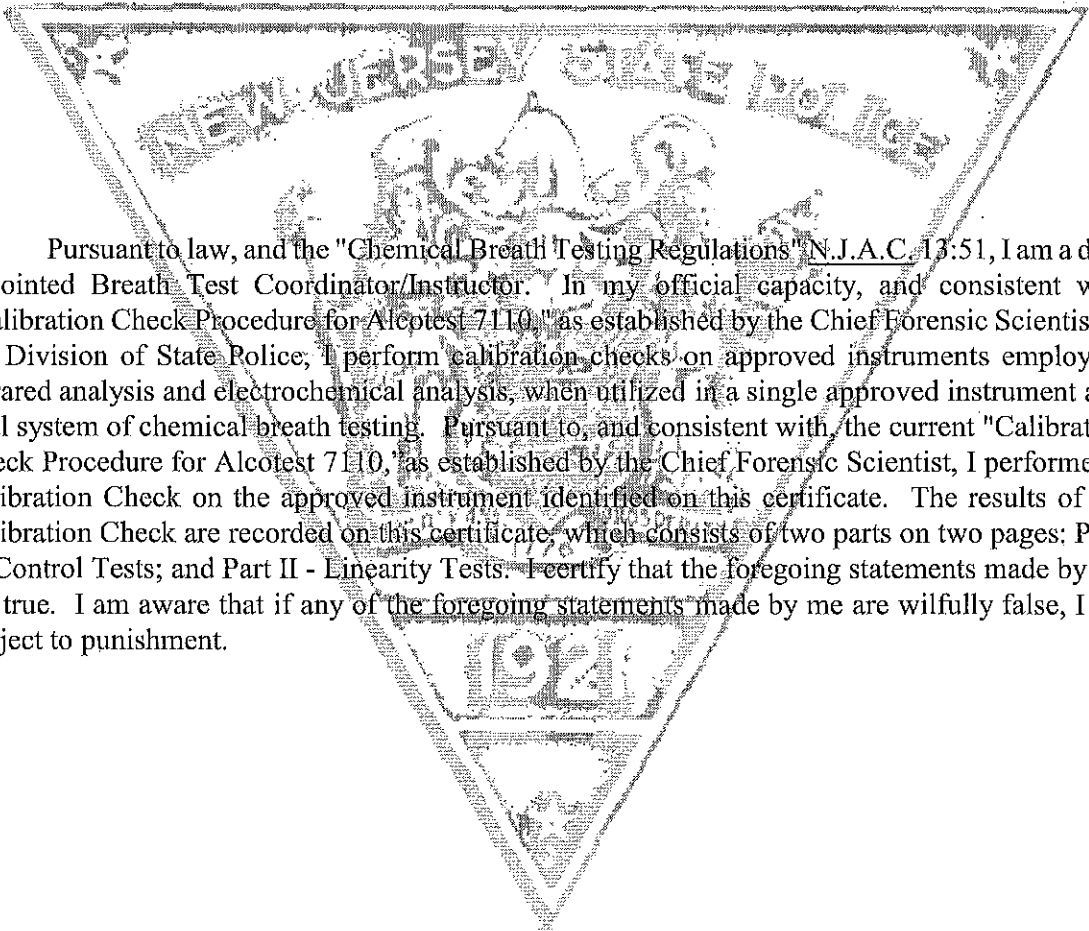 NEW JERSEY STATE POLICE
Pursuant to law, and the "Chemical Breath Testing Regulations" N.J.A.C. 13:51, I am a d
ointed Breath Test Coordinator/Instructor. In my official capacity, and consistent w
alibration Check Procedure for Alcotest 7110," as established by the Chief Forensic Scientis
Division of State Police, I perform calibration checks on approved instruments employ
ared analysis and electrochemical analysis, when utilized in a single approved instrument a
l system of chemical breath testing. Pursuant to, and consistent with, the current "Calibrat
eck Procedure for Alcotest 7110," as established by the Chief Forensic Scientist, I performe
ibration Check on the approved instrument identified on this certificate. The results of
ibration Check are recorded on this certificate, which consists of two parts on two pages: P
Control Tests; and Part II - Linearity Tests. I certify that the foregoing statements made by
true. I am aware that if any of the foregoing statements made by me are wilfully false, I
ject to punishment.
1921